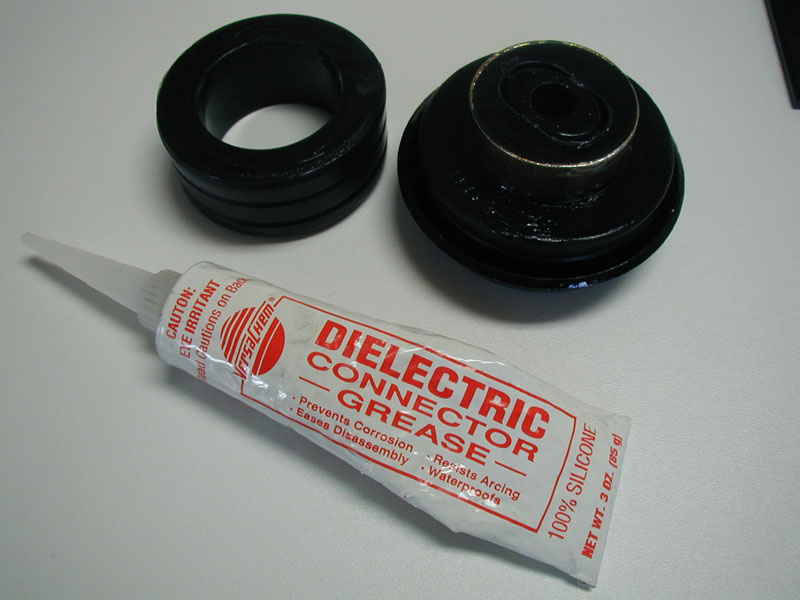 CAUTON:
EYE IRRITANT
Cautions on Back
VersaChem®
DIELECTRIC
CONNECTOR
GREASE
· Prevents Corrosion
· Eases Disassembly
· Resists Arcing
· Waterproofs
100% SILICONE
NET WT. 3 OZ. (85 g)